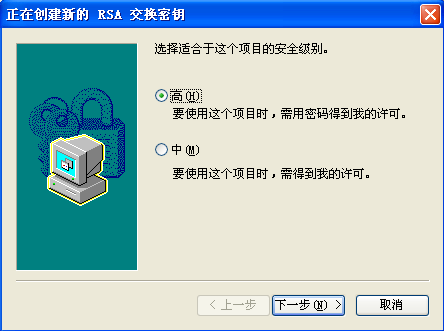 正在创建新的 RSA 交换密钥
选择适合于这个项目的安全级别。
高(H)
要使用这个项目时，需用密码得到我的许可。
中(M)
要使用这个项目时，需得到我的许可。
< 上一步 下一步(N) > 取消